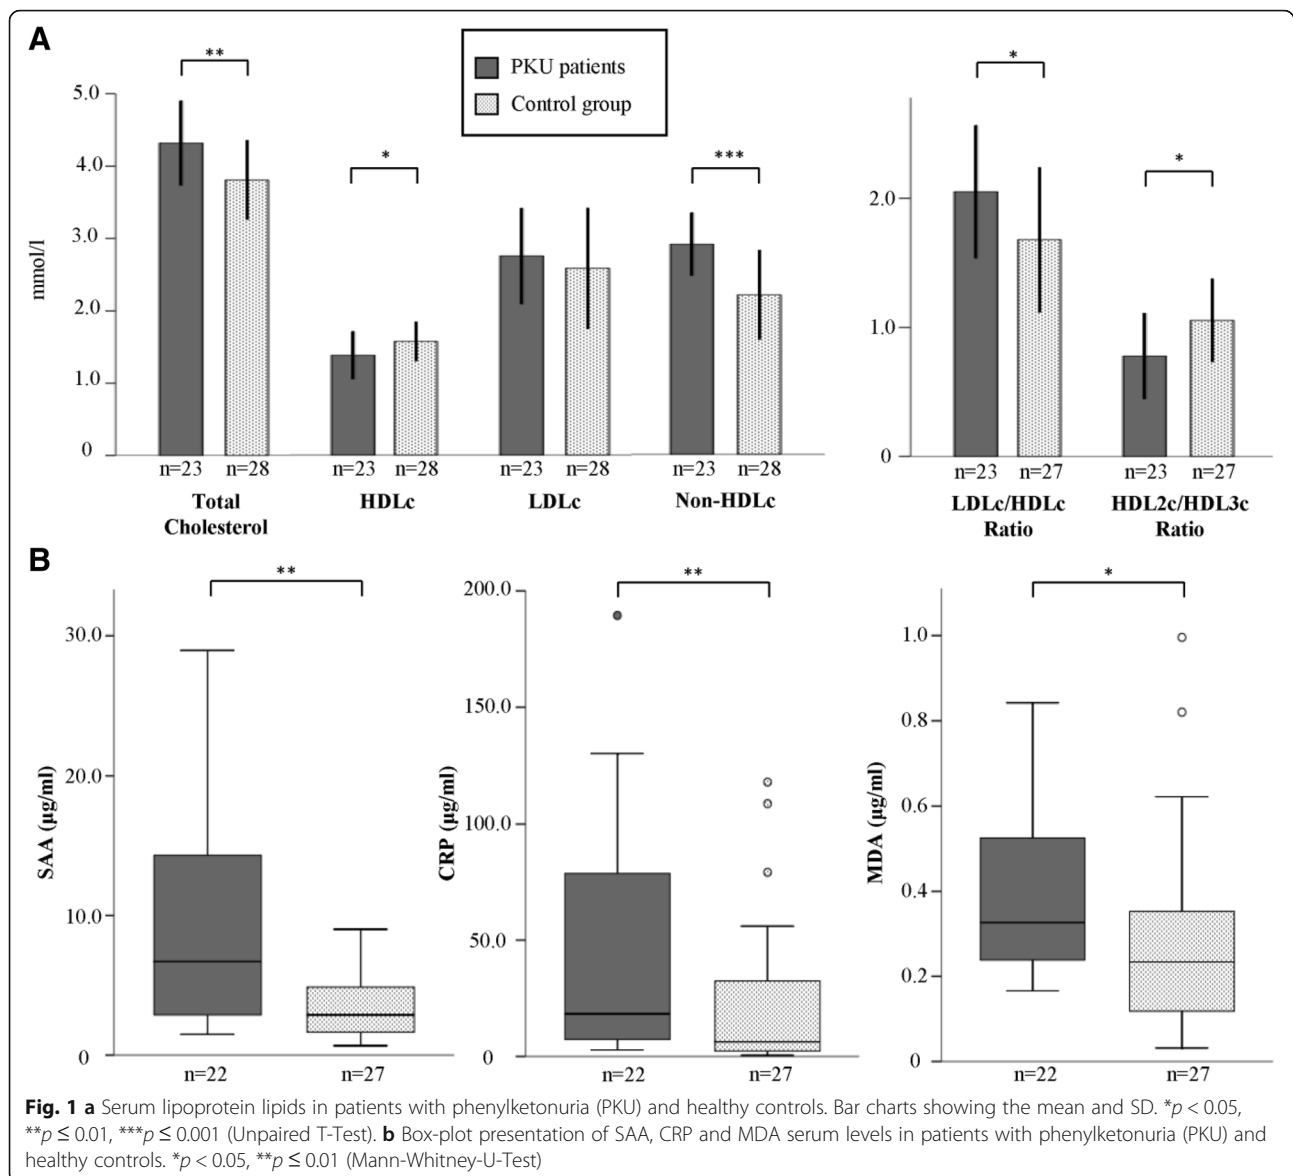 A
PKU patients
Control group
** * *** * *
mmol/l
5.0
4.0
3.0
2.0
1.0
0
2.0
1.0
0
n=23 n=28 n=23 n=28 n=23 n=28 n=23 n=28 n=23 n=27 n=23 n=27
Total Cholesterol
HDLc
LDLc
Non-HDLc
LDLc/HDLc Ratio
HDL2c/HDL3c Ratio
B
**
SAA (µg/ml)
30.0
20.0
10.0
0
n=22 n=27
**
CRP (µg/ml)
200.0
150.0
100.0
50.0
0
n=22 n=27
*
MDA (µg/ml)
1.0
0.8
0.6
0.4
0.2
0
n=22 n=27
Fig. 1 a Serum lipoprotein lipids in patients with phenylketonuria (PKU) and healthy controls. Bar charts showing the mean and SD. *p < 0.05,
**p ≤ 0.01, ***p ≤ 0.001 (Unpaired T-Test). b Box-plot presentation of SAA, CRP and MDA serum levels in patients with phenylketonuria (PKU) and
healthy controls. *p < 0.05, **p ≤ 0.01 (Mann-Whitney-U-Test)